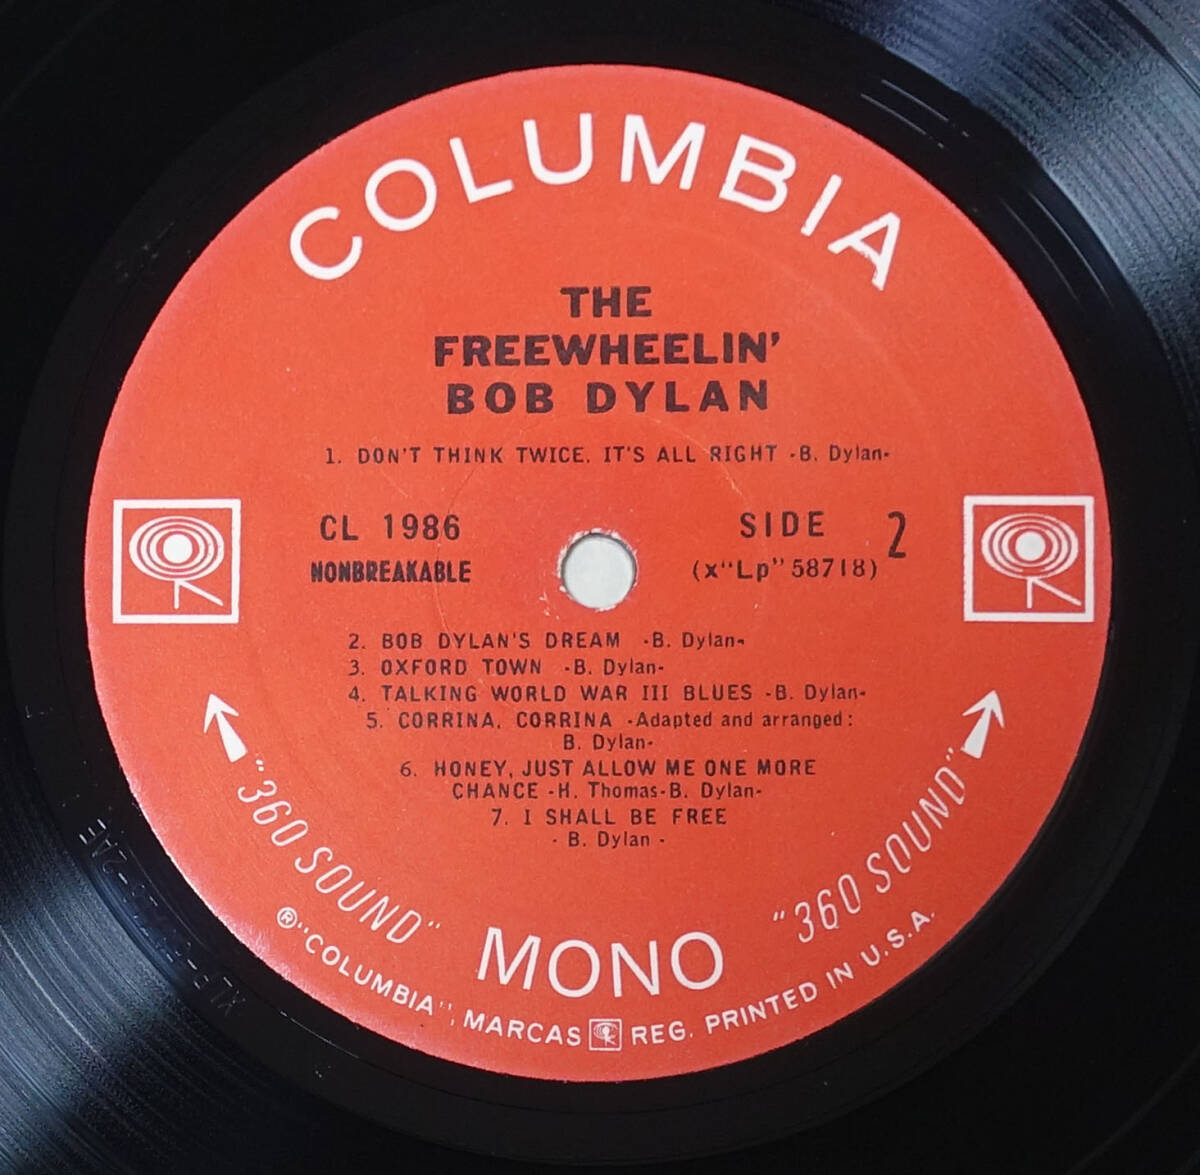 COLUMBIA
THE
FREEWHEELIN'
BOB DYLAN
1. DON'T THINK TWICE, IT'S ALL RIGHT -B. Dylan-
CL 1986
NONBREAKABLE
SIDE 2
(x"Lp"58718)
2. BOB DYLAN'S DREAM -B. Dylan-
3. OXFORD TOWN -B. Dylan-
4. TALKING WORLD WAR III BLUES -B. Dylan-
5. CORRINA, CORRINA -Adapted and arranged:
B. Dylan-
6. HONEY, JUST ALLOW ME ONE MORE
CHANCE -H. Thomas-B. Dylan-
7. I SHALL BE FREE
- B. Dylan -
"360 SOUND"
MONO
"360 SOUND"
®"COLUMBIA", MARCAS REG. PRINTED IN U.S.A.